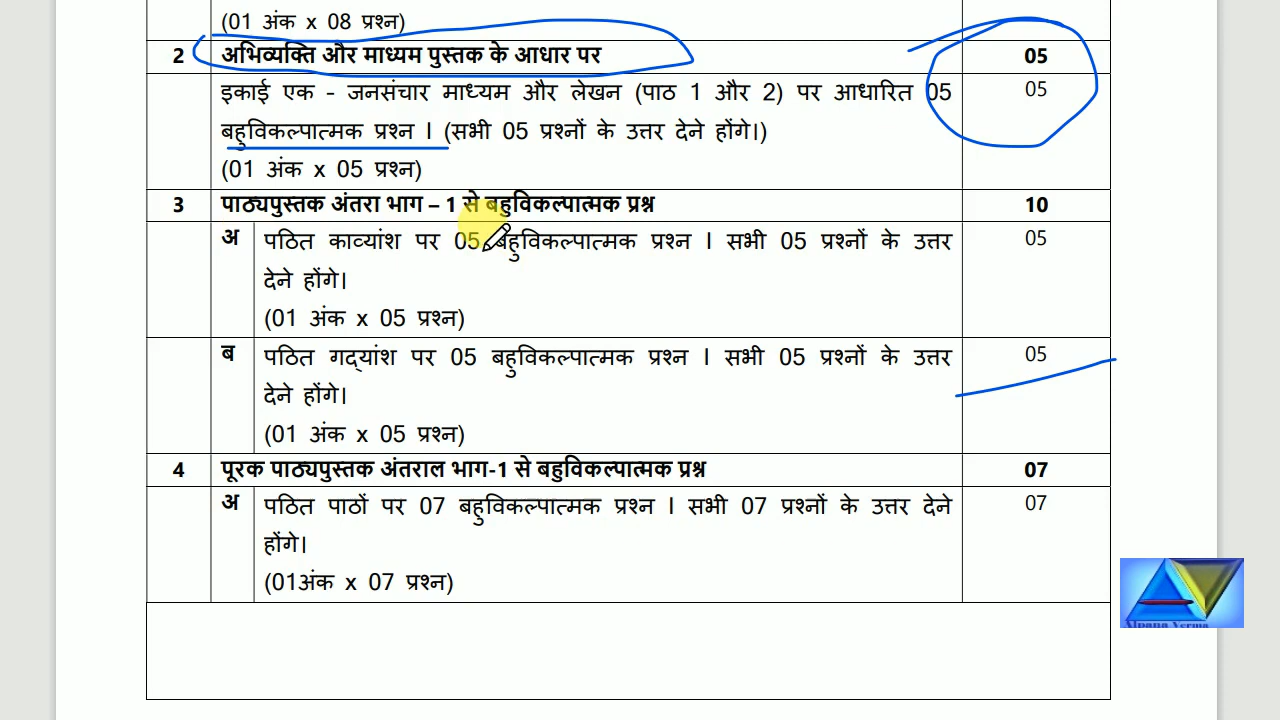 (01 अंक x 08 प्रश्न)
2 अभिव्यक्ति और माध्यम पुस्तक के आधार पर 05
इकाई एक – जनसंचार माध्यम और लेखन (पाठ 1 और 2) पर आधारित 05 05
बहुविकल्पात्मक प्रश्न । (सभी 05 प्रश्नों के उत्तर देने होंगे।)
(01 अंक x 05 प्रश्न)
3 पाठ्यपुस्तक अंतरा भाग – 1 से बहुविकल्पात्मक प्रश्न 10
अ पठित काव्यांश पर 05 बहुविकल्पात्मक प्रश्न । सभी 05 प्रश्नों के उत्तर 05
देने होंगे।
(01 अंक x 05 प्रश्न)
ब पठित गद्यांश पर 05 बहुविकल्पात्मक प्रश्न । सभी 05 प्रश्नों के उत्तर 05
देने होंगे।
(01 अंक x 05 प्रश्न)
4 पूरक पाठ्यपुस्तक अंतराल भाग-1 से बहुविकल्पात्मक प्रश्न 07
अ पठित पाठों पर 07 बहुविकल्पात्मक प्रश्न । सभी 07 प्रश्नों के उत्तर देने 07
होंगे।
(01अंक x 07 प्रश्न)
Alpana Verma